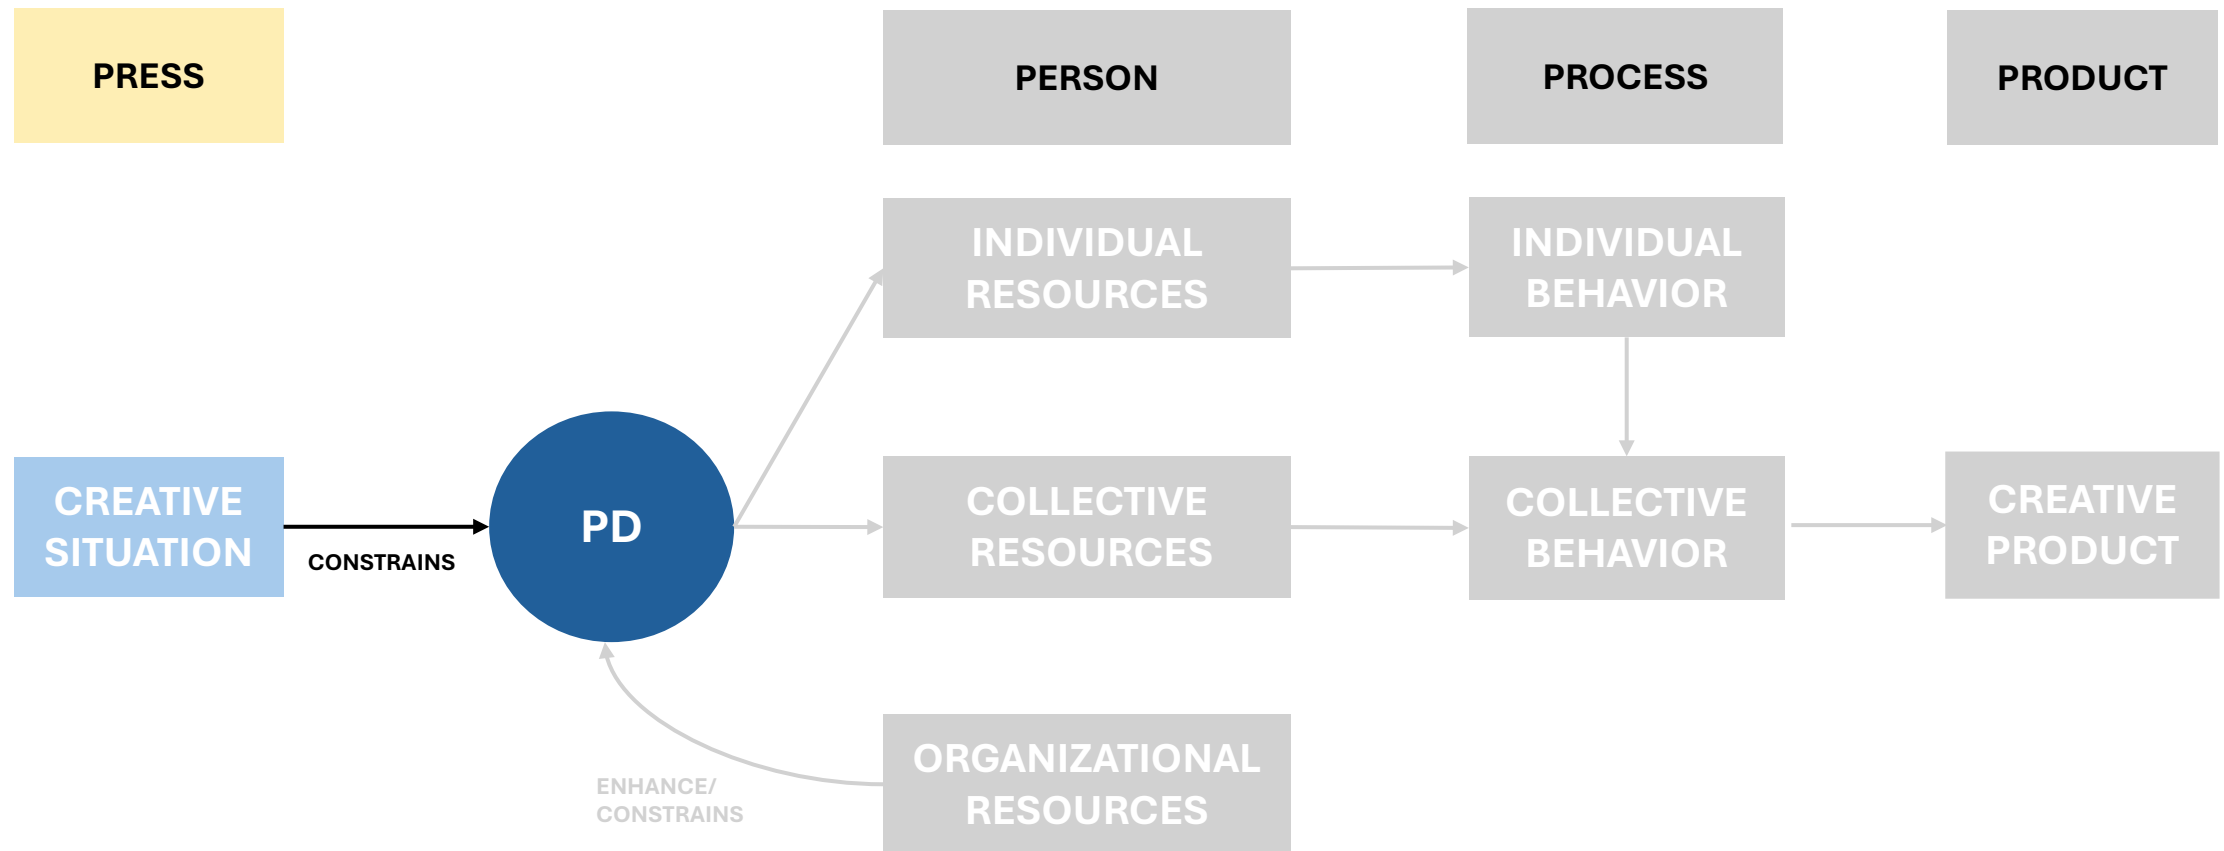 PRESS
PERSON
PROCESS
PRODUCT
INDIVIDUAL
RESOURCES
INDIVIDUAL
BEHAVIOR
CREATIVE
SITUATION
CONSTRAINS
PD
COLLECTIVE
RESOURCES
COLLECTIVE
BEHAVIOR
CREATIVE
PRODUCT
ENHANCE/
CONSTRAINS
ORGANIZATIONAL
RESOURCES